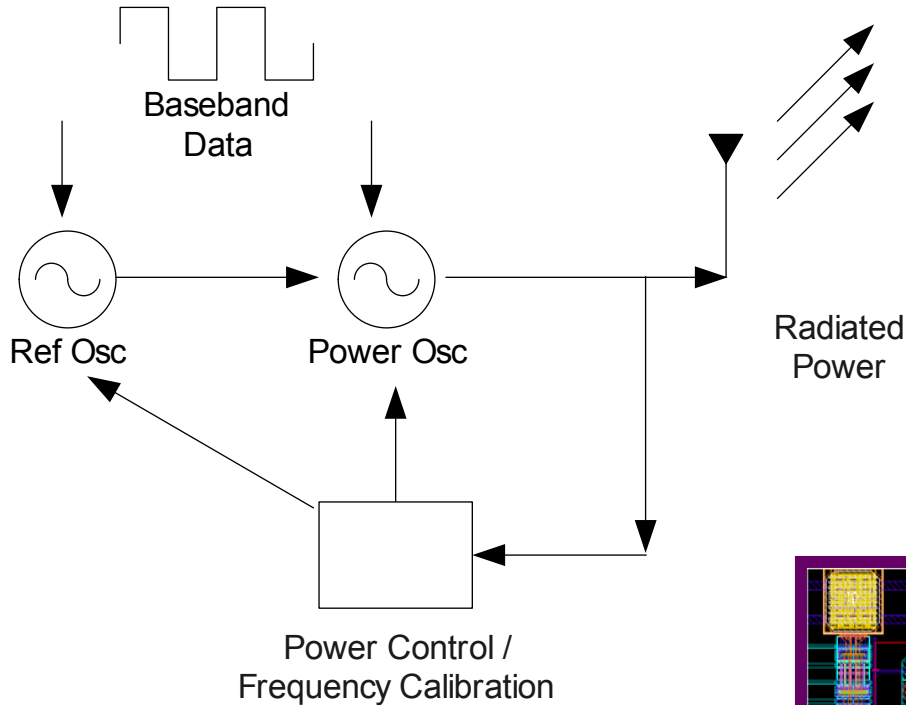 Baseband
Data
Ref Osc
Power Osc
Radiated
Power
Power Control /
Frequency Calibration